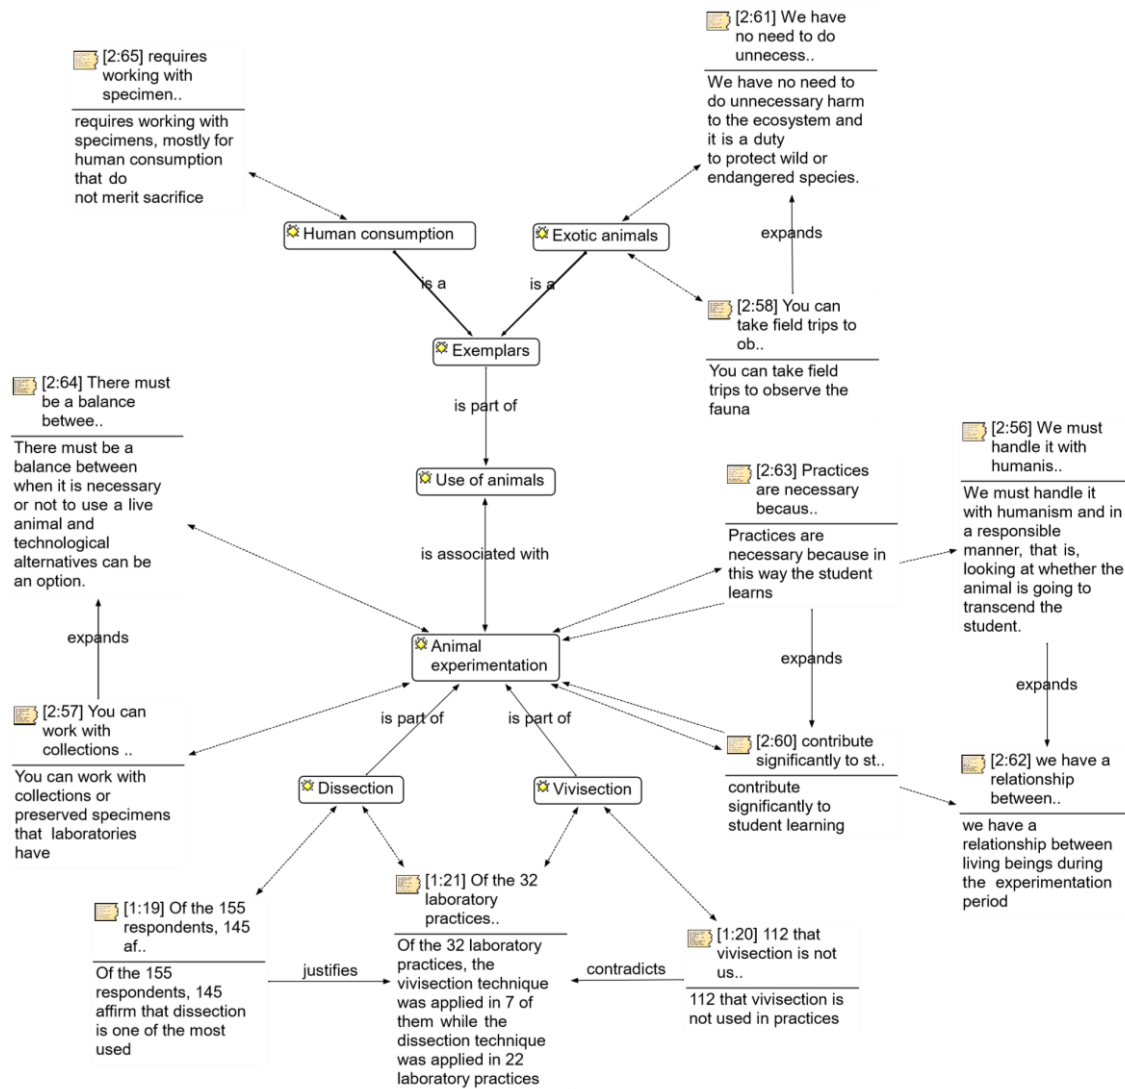 [2:61] We have
no need to do
unnecess..
We have no need to
do unnecessary harm
to the ecosystem and
it is a duty
to protect wild or
endangered species.
[2:65] requires
working with
specimen..
requires working with
specimens, mostly for
human consumption
that do
not merit sacrifice
Human consumption
Exotic animals
expands
is a
is a
[2:58] You can
take field trips to
ob..
You can take field
trips to observe the
fauna
Exemplars
is part of
[2:64] There must
be a balance
betwee..
There must be a
balance between
when it is necessary
or not to use a live
animal and
technological
alternatives can be
an option.
Use of animals
[2:63] Practices
are necessary
becaus..
Practices are
necessary because in
this way the student
learns
[2:56] We must
handle it with
humanis..
We must handle it
with humanism and in
a responsible
manner, that is,
looking at whether the
animal is going to
transcend the
student.
is associated with
expands
Animal
experimentation
expands
expands
is part of
is part of
[2:57] You can
work with
collections ..
You can work with
collections or
preserved specimens
that laboratories
have
[2:60] contribute
significantly to st..
contribute
significantly to
student learning
[2:62] we have a
relationship
between..
we have a
relationship between
living beings during
the experimentation
period
Dissection
Vivisection
[1:19] Of the 155
respondents, 145
af..
Of the 155
respondents, 145
affirm that dissection
is one of the most
used
justifies
[1:21] Of the 32
laboratory
practices..
Of the 32 laboratory
practices, the
vivisection technique
was applied in 7 of
them while the
dissection technique
was applied in 22
laboratory practices
contradicts
[1:20] 112 that
vivisection is not
us..
112 that vivisection is
not used in practices